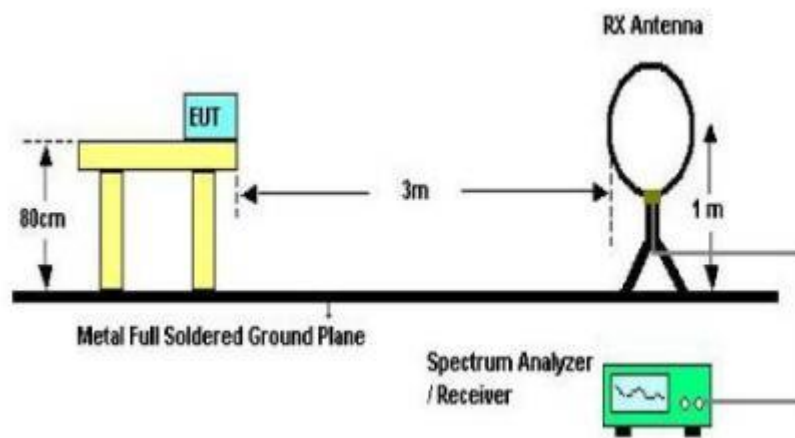 RX Antenna
EUT
3m
80cm
1 m
Metal Full Soldered Ground Plane
Spectrum Analyzer
/ Receiver